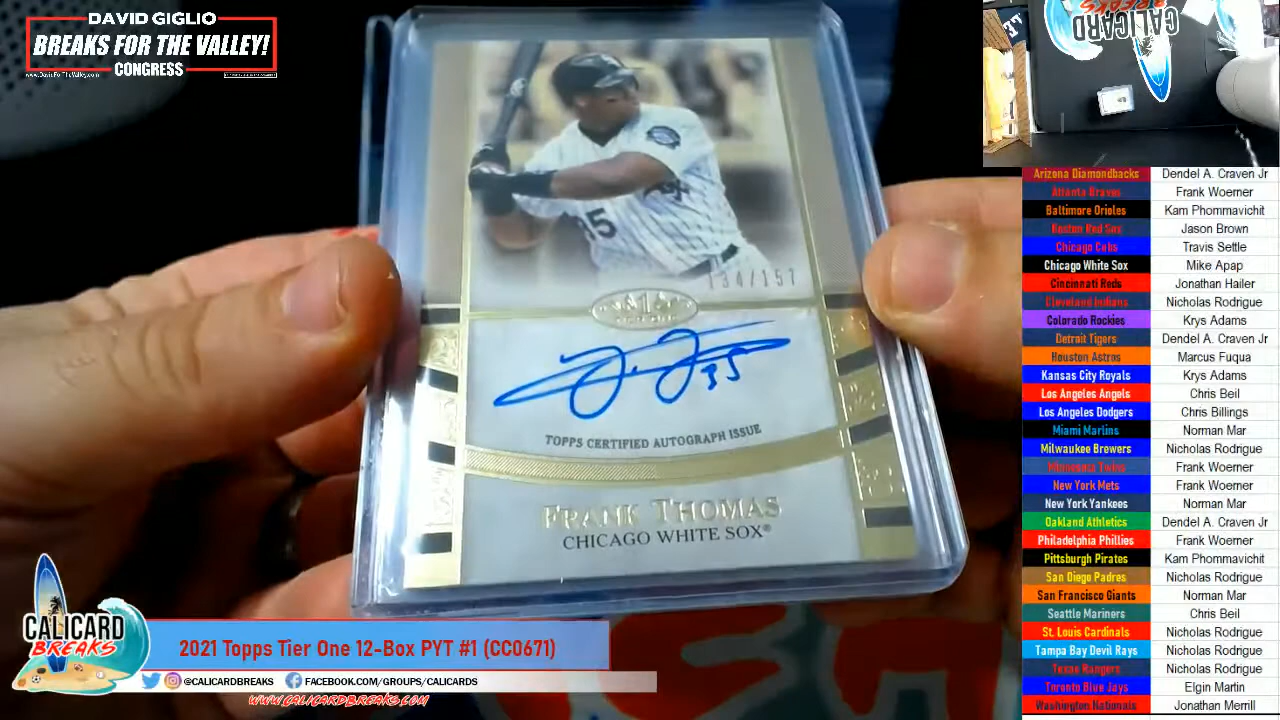 DAVID GIGLIO
BREAKS FOR THE VALLEY!
CONGRESS
www.DavidForTheValley.com
CALICARD
35
134/157
TIER
TOPPS CERTIFIED AUTOGRAPH ISSUE
FRANK THOMAS
CHICAGO WHITE SOX®
Arizona Diamondbacks Dendel A. Craven Jr
Atlanta Braves Frank Woerner
Baltimore Orioles Kam Phommavichit
Boston Red Sox Jason Brown
Chicago Cubs Travis Settle
Chicago White Sox Mike Apap
Cincinnati Reds Jonathan Hailer
Cleveland Indians Nicholas Rodrigue
Colorado Rockies Krys Adams
Detroit Tigers Dendel A. Craven Jr
Houston Astros Marcus Fuqua
Kansas City Royals Krys Adams
Los Angeles Angels Chris Beil
Los Angeles Dodgers Chris Billings
Miami Marlins Norman Mar
Milwaukee Brewers Nicholas Rodrigue
Minnesota Twins Frank Woerner
New York Mets Frank Woerner
New York Yankees Norman Mar
Oakland Athletics Dendel A. Craven Jr
Philadelphia Phillies Frank Woerner
Pittsburgh Pirates Kam Phommavichit
San Diego Padres Nicholas Rodrigue
San Francisco Giants Norman Mar
Seattle Mariners Chris Beil
St. Louis Cardinals Nicholas Rodrigue
Tampa Bay Devil Rays Nicholas Rodrigue
Texas Rangers Nicholas Rodrigue
Toronto Blue Jays Elgin Martin
Washington Nationals Jonathan Merrill
CALICARD
BREAKS
2021 Topps Tier One 12-Box PYT #1 (CC0671)
@CALICARDBREAKS FACEBOOK.COM/GROUPS/CALICARDS
WWW.CALICARDBREAKS.COM